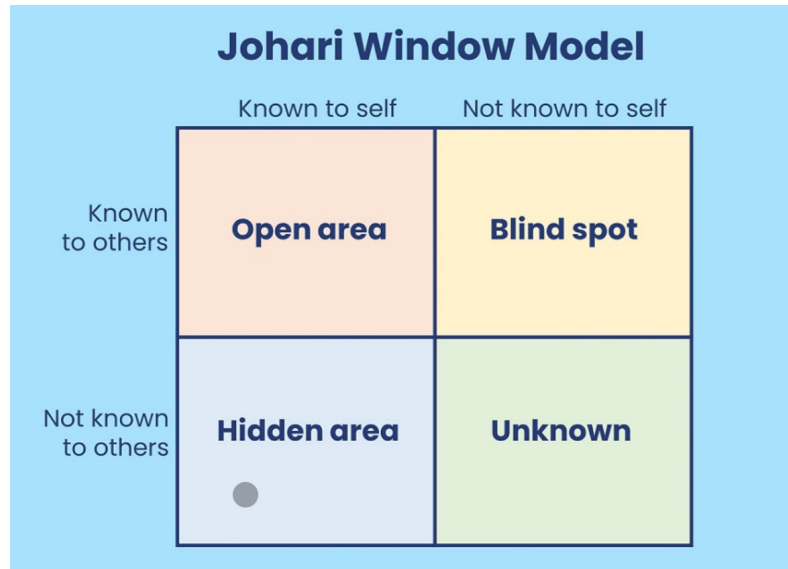 Johari Window Model
Known to self
Not known to self
Known
to others
Open area
Blind spot
Not known
to others
Hidden area
Unknown